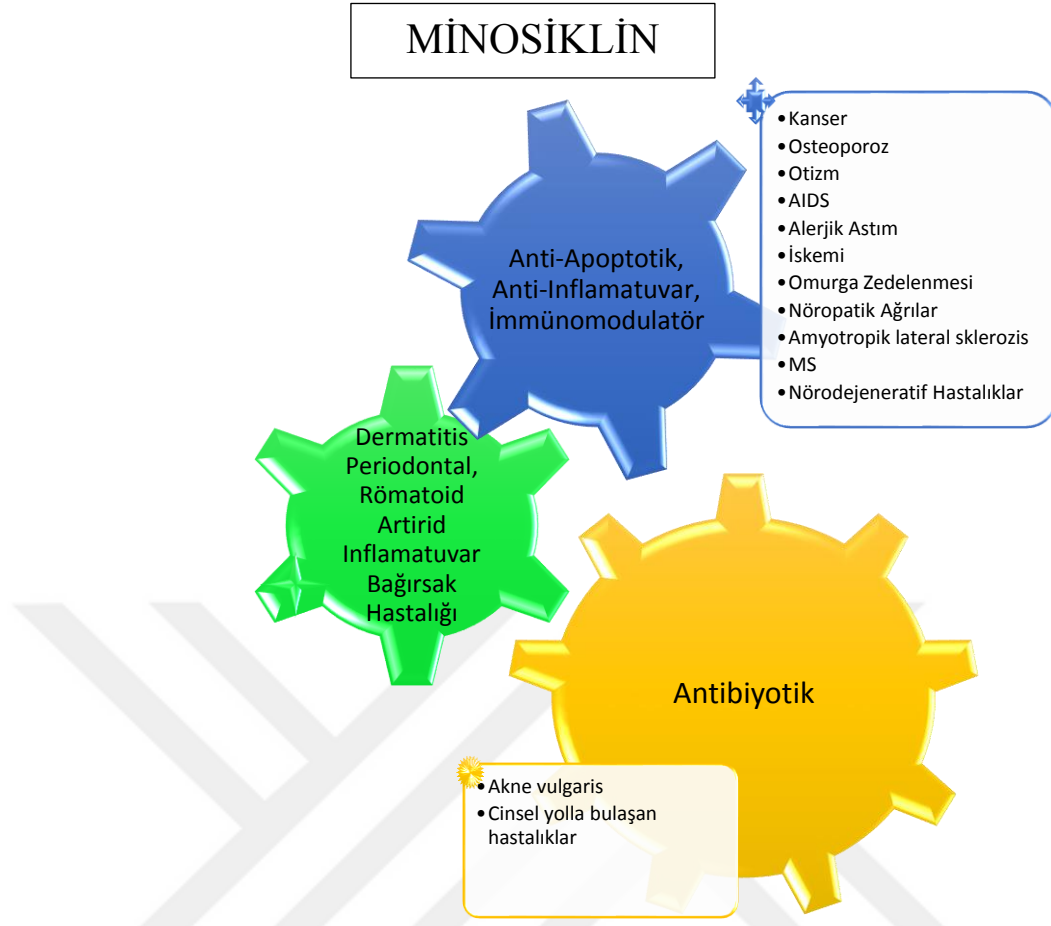 MİNOSİKLİN
Anti-Apoptotik,
Anti-Inflamatuvar,
İmmünomodulatör
•Kanser
•Osteoporoz
•Otizm
•AIDS
•Alerjik Astım
•İskemi
•Omurga Zedelenmesi
•Nöropatik Ağrılar
•Amyotropik lateral sklerozis
•MS
•Nörodejeneratif Hastalıklar
Dermatitis
Periodontal,
Römatoid
Artirid
Inflamatuvar
Bağırsak
Hastalığı
Antibiyotik
•Akne vulgaris
•Cinsel yolla bulaşan
hastalıklar